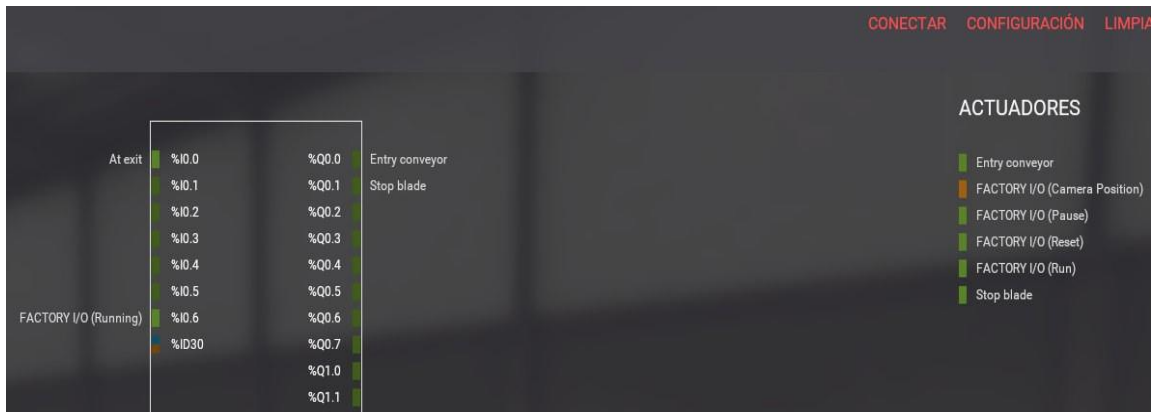 CONECTAR CONFIGURACIÓN LIMPIA
ACTUADORES
At exit %I0.0 %Q0.0 Entry conveyor
%I0.1 %Q0.1 Stop blade
%I0.2 %Q0.2
%I0.3 %Q0.3
%I0.4 %Q0.4
%I0.5 %Q0.5
FACTORY I/O (Running) %I0.6 %Q0.6
%ID30 %Q0.7
%Q1.0
%Q1.1
Entry conveyor
FACTORY I/O (Camera Position)
FACTORY I/O (Pause)
FACTORY I/O (Reset)
FACTORY I/O (Run)
Stop blade